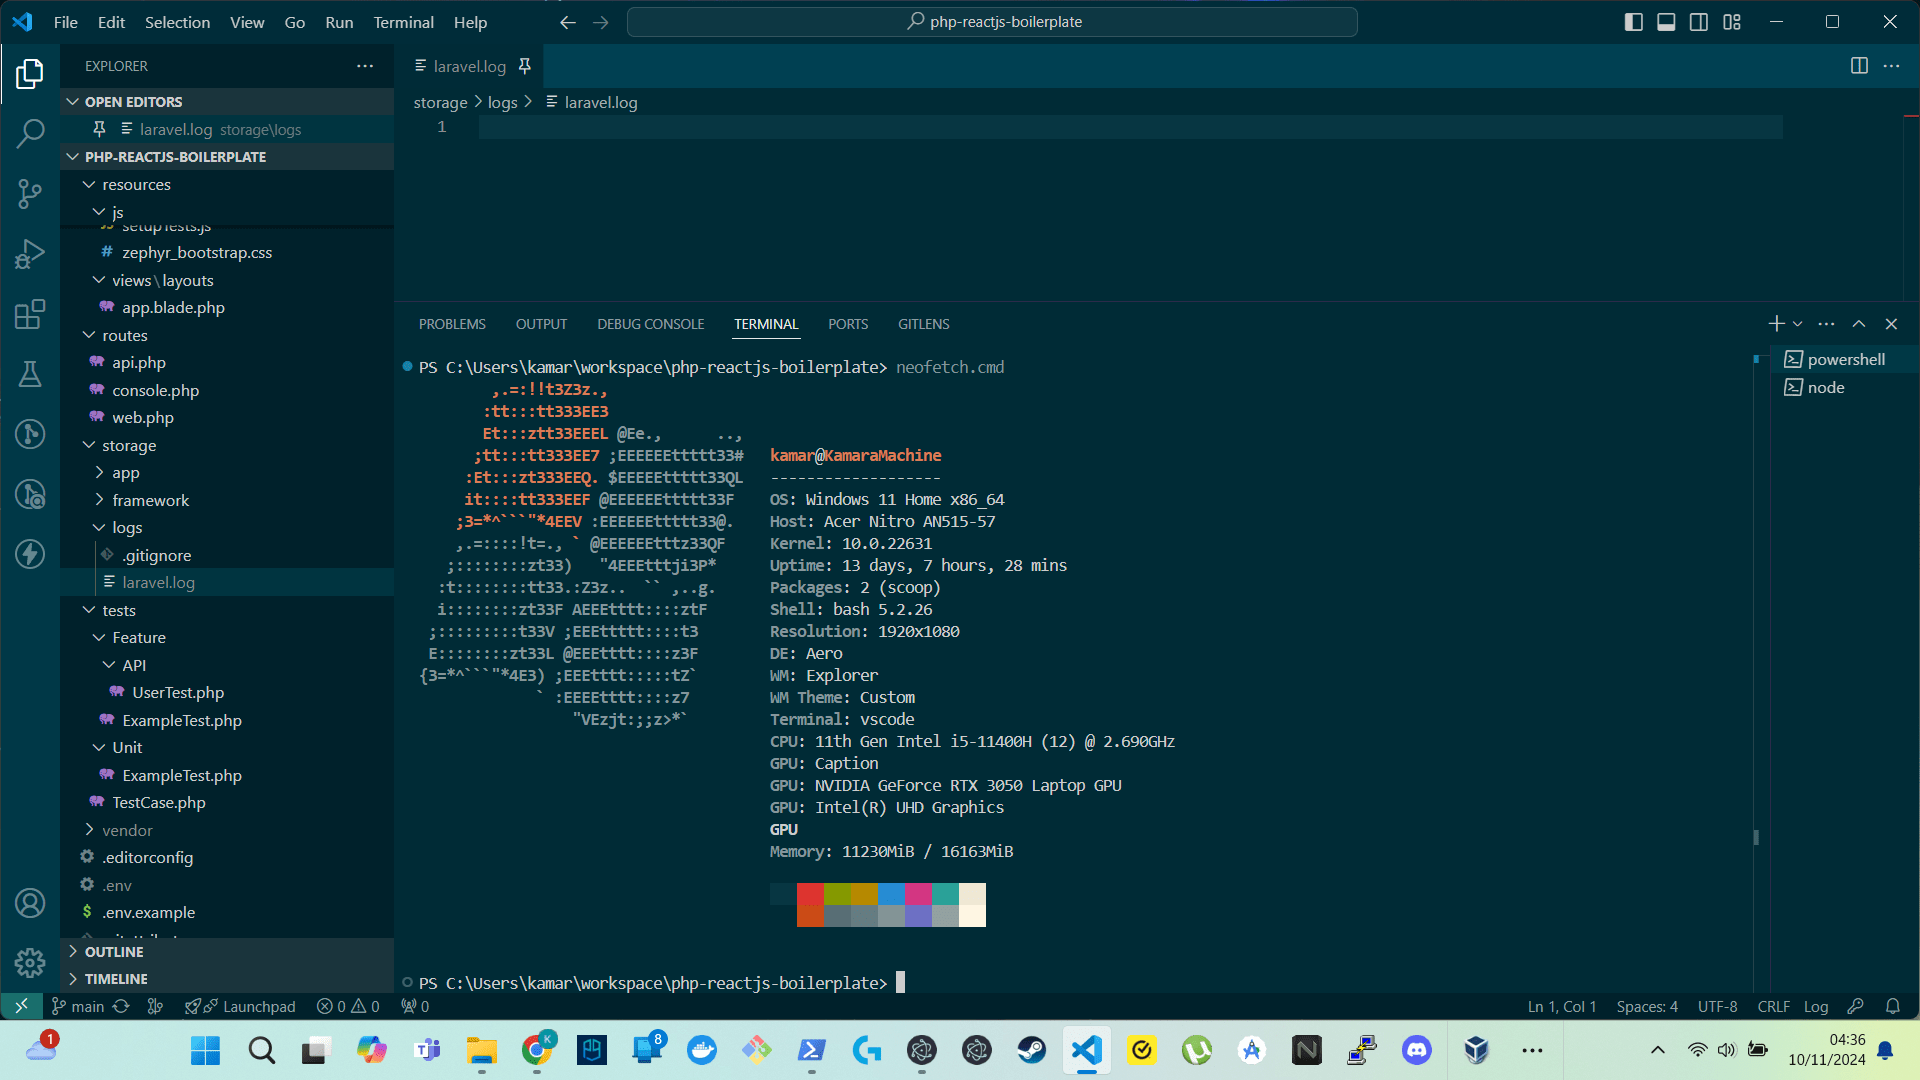 File Edit Selection View Go Run Terminal Help
php-reactjs-boilerplate
EXPLORER
OPEN EDITORS
laravel.log storage\logs
PHP-REACTJS-BOILERPLATE
resources
js
setupTests.js
zephyr_bootstrap.css
views\layouts
app.blade.php
routes
api.php
console.php
web.php
storage
app
framework
logs
.gitignore
laravel.log
tests
Feature
API
UserTest.php
ExampleTest.php
Unit
ExampleTest.php
TestCase.php
vendor
.editorconfig
.env
.env.example
OUTLINE
TIMELINE
laravel.log
storage > logs > laravel.log
1
PROBLEMS OUTPUT DEBUG CONSOLE TERMINAL PORTS GITLENS
powershell
node
PS C:\Users\kamar\workspace\php-reactjs-boilerplate> neofetch.cmd
        ,.=:!!t3Z3z.,
       :tt:::tt333EE3
       Et:::ztt33EEEL @Ee.,      ..,
      ;tt:::tt333EE7 ;EEEEEEttttt33#   kamar@KamaraMachine
     :Et:::zt333EEQ. $EEEEEttttt33QL   -------------------
     it::::tt333EEF @EEEEEEttttt33F    OS: Windows 11 Home x86_64
    ;3=*^```"*4EEV :EEEEEEttttt33@.    Host: Acer Nitro AN515-57
    ,.=::::!t=., ` @EEEEEEtttz33QF     Kernel: 10.0.22631
   ;::::::::zt33)   "4EEEtttji3P*      Uptime: 13 days, 7 hours, 28 mins
  :t::::::::tt33.:Z3z..  `` ,..g.      Packages: 2 (scoop)
  i::::::::zt33F AEEEtttt::::ztF       Shell: bash 5.2.26
 ;:::::::::t33V ;EEEttttt::::t3        Resolution: 1920x1080
 E::::::::zt33L @EEEtttt::::z3F        DE: Aero
{3=*^```"*4E3) ;EEEtttt:::::tZ`        WM: Explorer
             ` :EEEEtttt::::z7         WM Theme: Custom
                 "VEzjt:;;z>*`         Terminal: vscode
CPU: 11th Gen Intel i5-11400H (12) @ 2.690GHz
GPU: Caption
GPU: NVIDIA GeForce RTX 3050 Laptop GPU
GPU: Intel(R) UHD Graphics
GPU
Memory: 11230MiB / 16163MiB
PS C:\Users\kamar\workspace\php-reactjs-boilerplate>
main Launchpad 0 0 0
Ln 1, Col 1 Spaces: 4 UTF-8 CRLF Log
1
K
8
04:36
10/11/2024